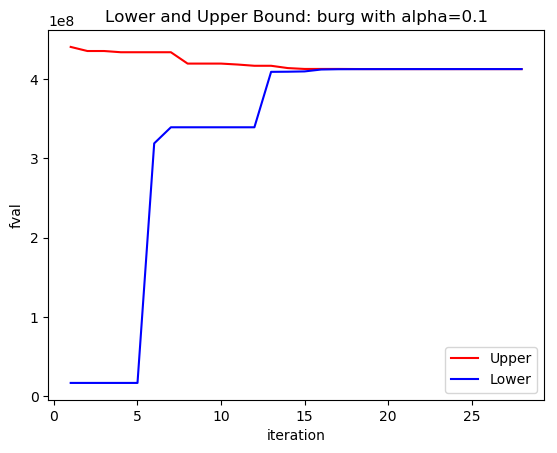 Lower and Upper Bound: burg with alpha=0.1
1e8
4
3
2
1
0
fval
0
5
10
15
20
25
iteration
Upper
Lower